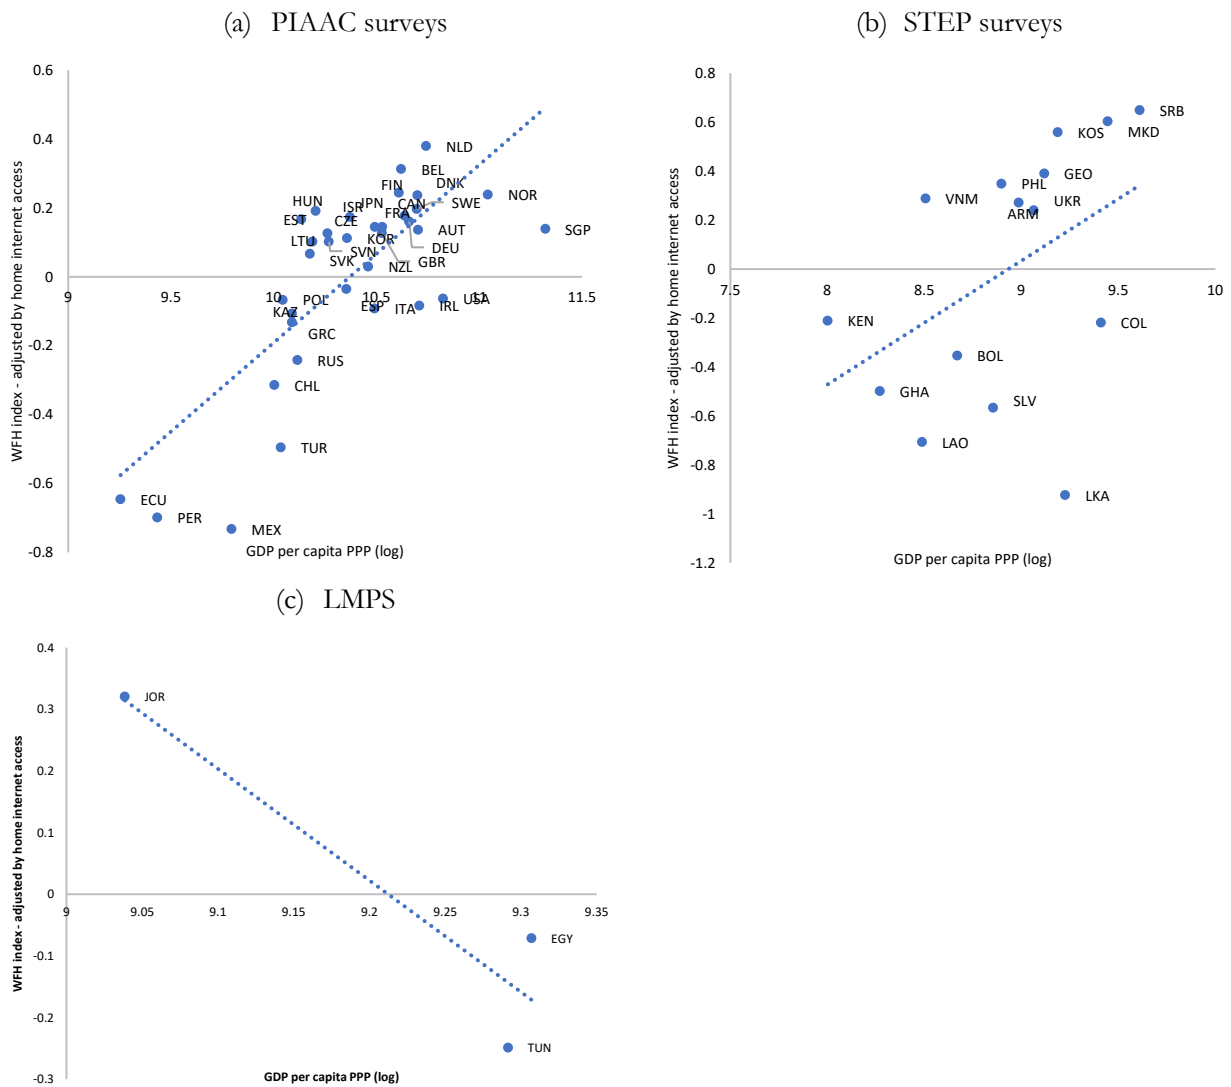 (a) PIAAC surveys
WFH index - adjusted by home internet access
0.6
0.4
0.2
0
-0.2
-0.4
-0.6
-0.8
9
9.5
10
10.5
11
11.5
NLD
BEL
FIN
DNK
NOR
HUN
ISR
JPN
CAN
SWE
EST
CZE
FRA
AUT
SGP
LTU
KOR
DEU
SVN
SVK
GBR
NZL
POL
ESP
ITA
IRL
USA
KAZ
GRC
RUS
CHL
TUR
ECU
PER
MEX
GDP per capita PPP (log)
(b) STEP surveys
WFH index - adjusted by home internet access
0.8
0.6
0.4
0.2
0
-0.2
-0.4
-0.6
-0.8
-1
-1.2
7.5
8
8.5
9
9.5
10
SRB
MKD
KOS
GEO
PHL
VNM
UKR
ARM
KEN
COL
BOL
GHA
SLV
LAO
LKA
GDP per capita PPP (log)
(c) LMPS
WFH index - adjusted by home internet access
0.4
0.3
0.2
0.1
0
-0.1
-0.2
-0.3
9
9.05
9.1
9.15
9.2
9.25
9.3
9.35
JOR
EGY
TUN
GDP per capita PPP (log)